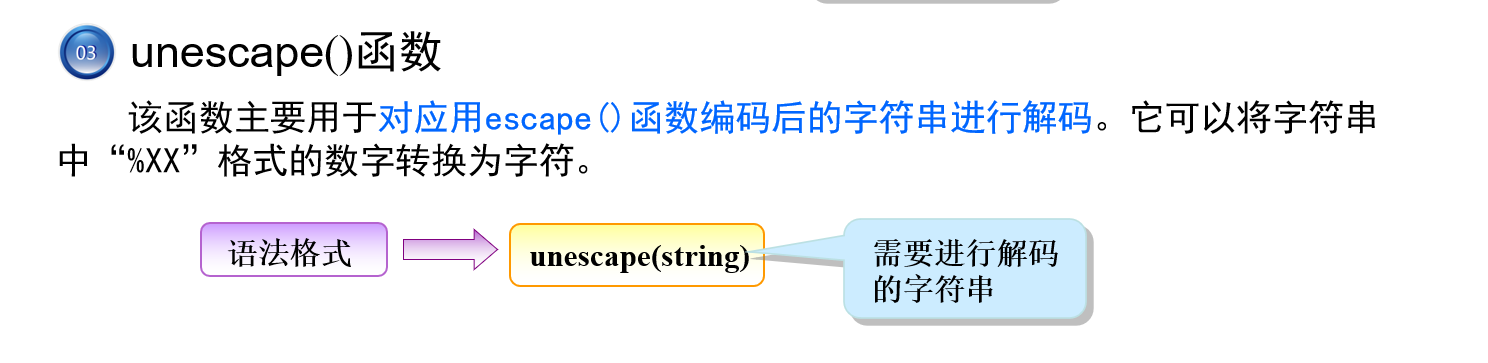 03 unescape()函数
该函数主要用于对应用escape()函数编码后的字符串进行解码。它可以将字符串
中“%XX”格式的数字转换为字符。
语法格式
unescape(string)
需要进行解码
的字符串